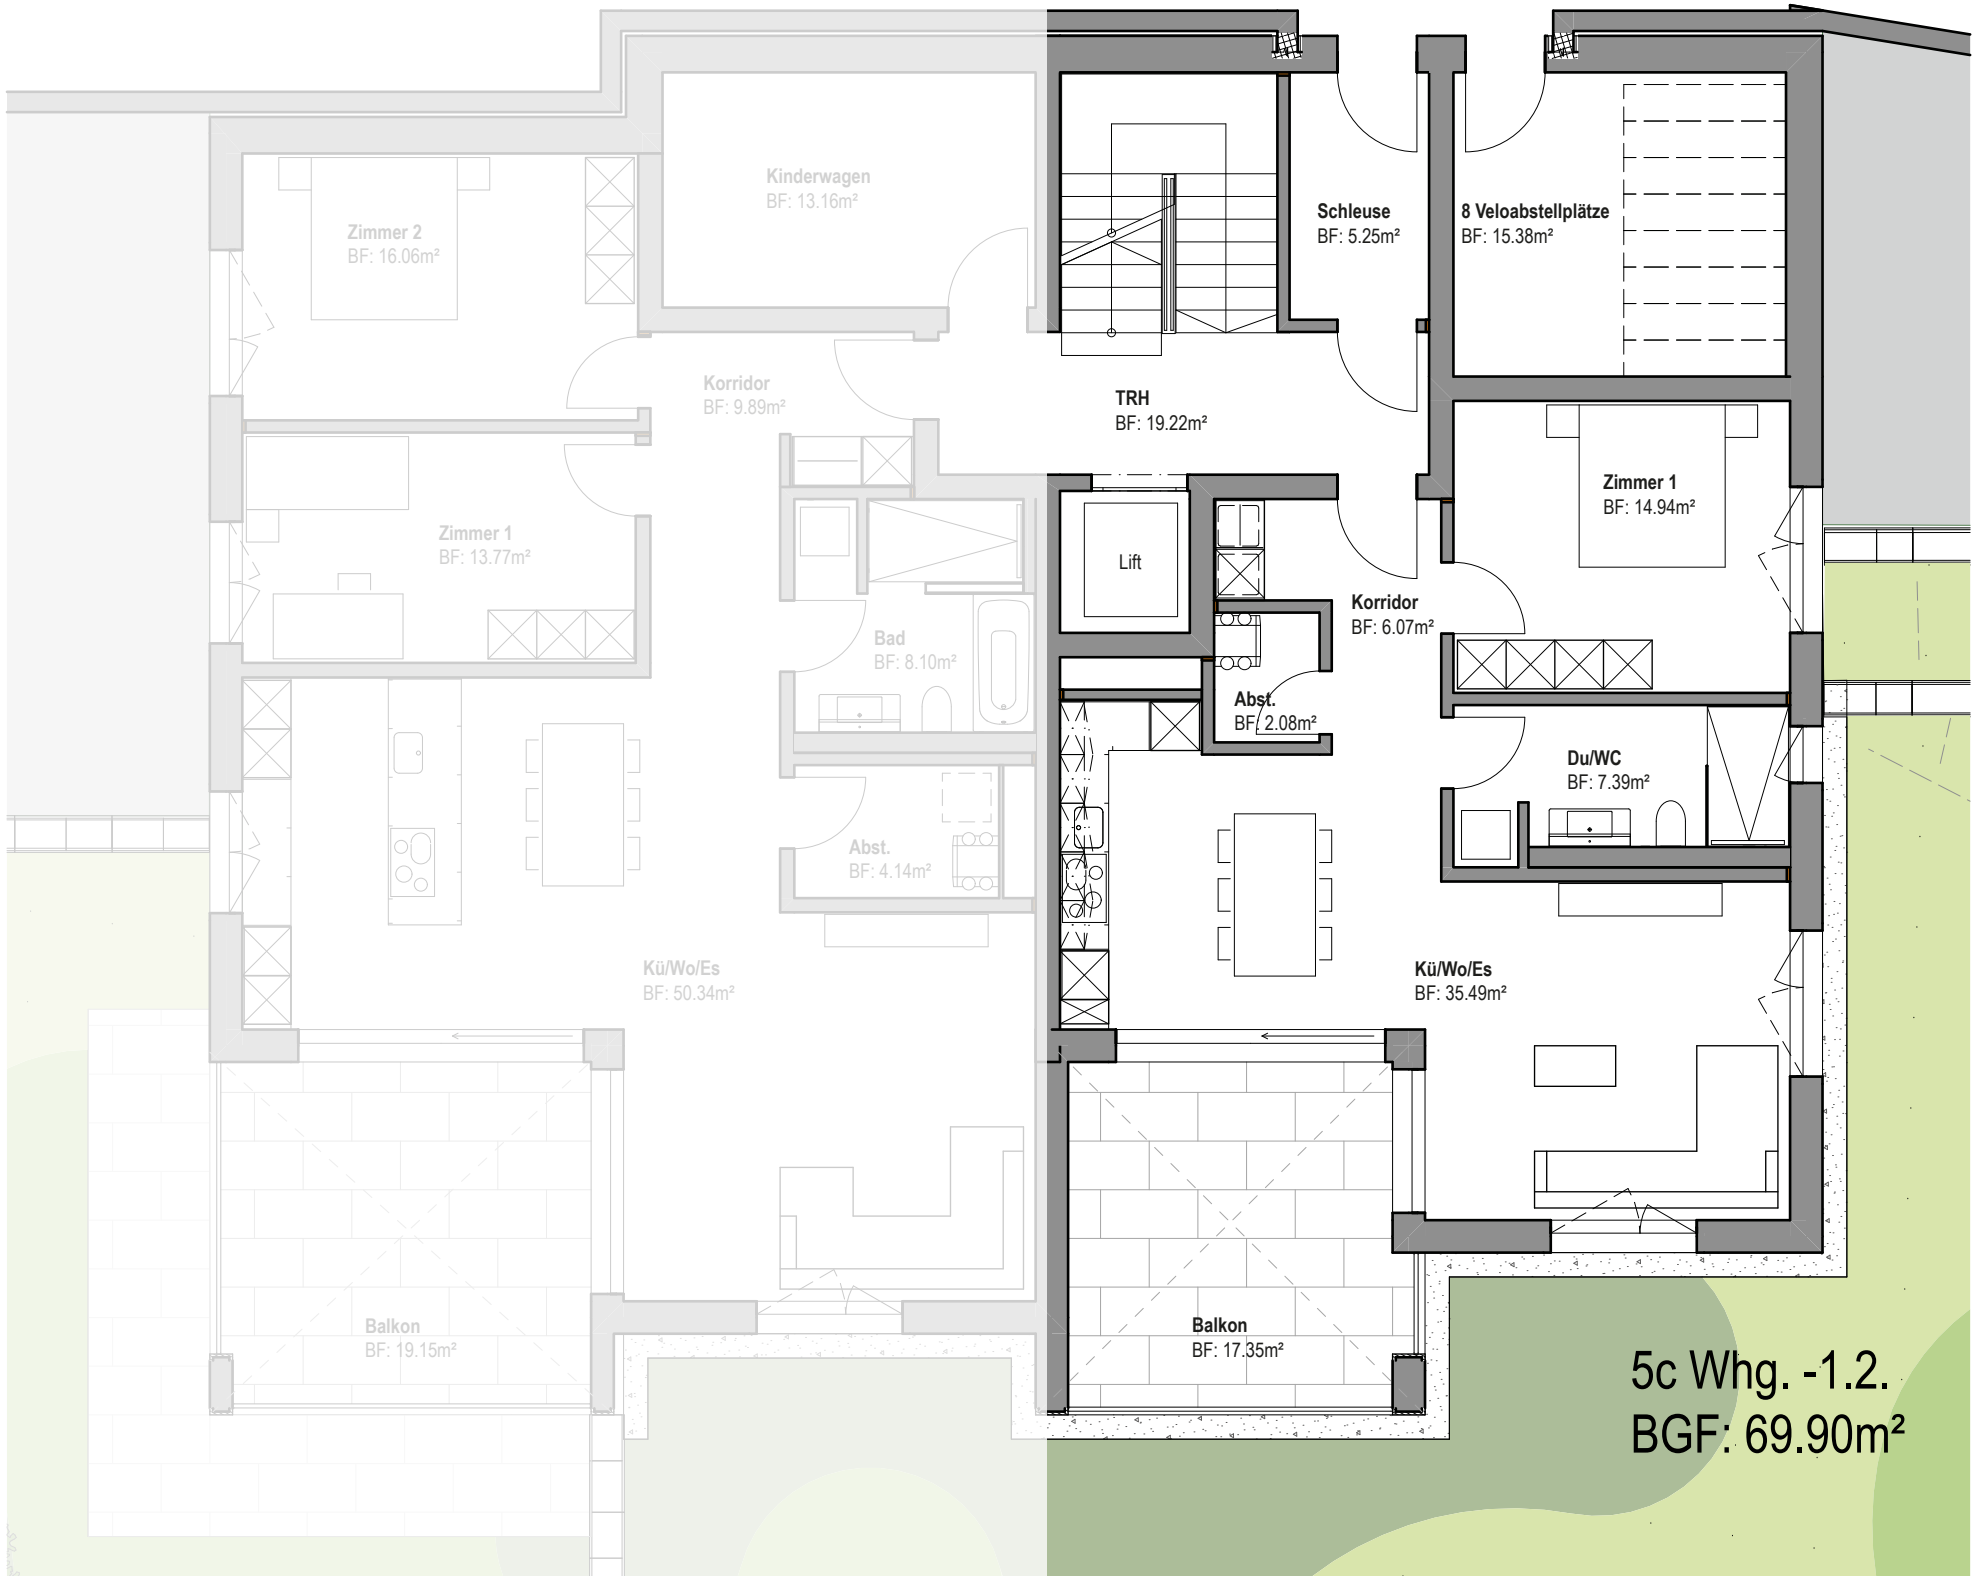 Kinderwagen
BF: 13.16m²
Zimmer 2
BF: 16.06m²
Schleuse
BF: 5.25m²
8 Veloabstellplätze
BF: 15.38m²
Korridor
BF: 9.89m²
TRH
BF: 19.22m²
Zimmer 1
BF: 13.77m²
Lift
Zimmer 1
BF: 14.94m²
Korridor
BF: 6.07m²
Bad
BF: 8.10m²
Abst.
BF: 2.08m²
Du/WC
BF: 7.39m²
Abst.
BF: 4.14m²
Kü/Wo/Es
BF: 50.34m²
Kü/Wo/Es
BF: 35.49m²
Balkon
BF: 19.15m²
Balkon
BF: 17.35m²
5c Whg. -1.2.
BGF: 69.90m²